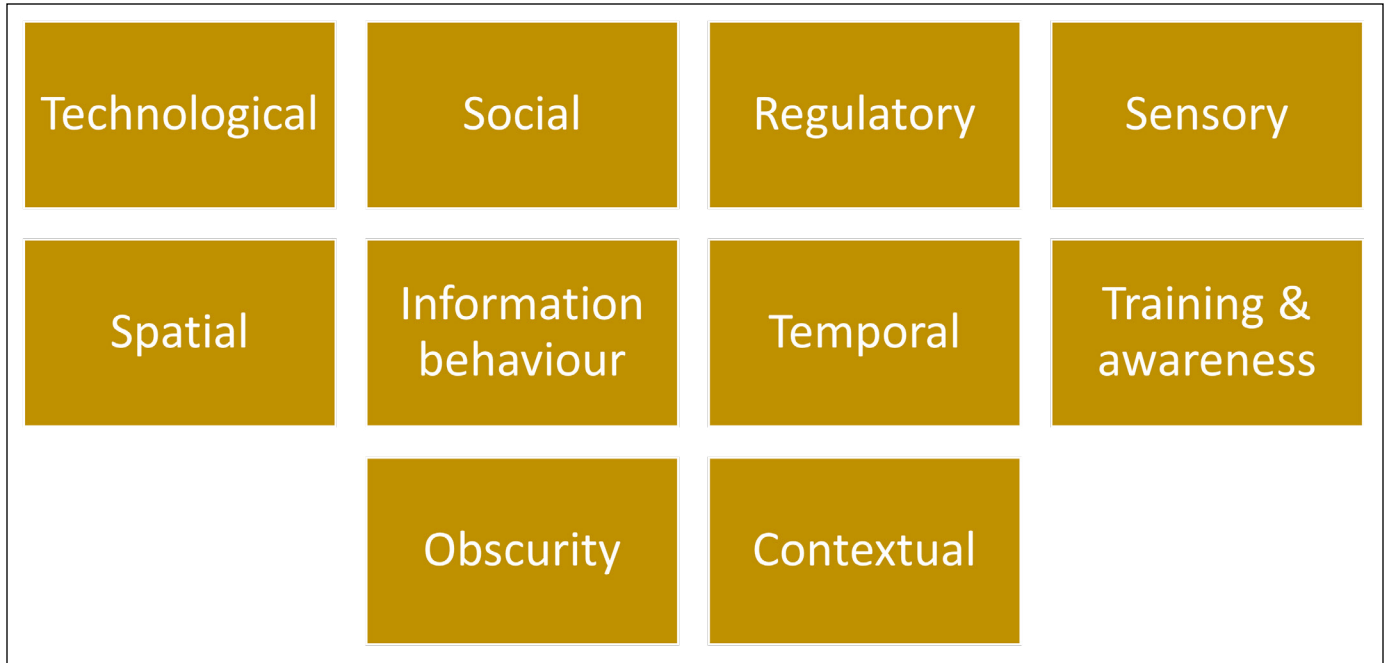 Technological
Social
Regulatory
Sensory
Spatial
Information
behaviour
Temporal
Training &
awareness
Obscurity
Contextual